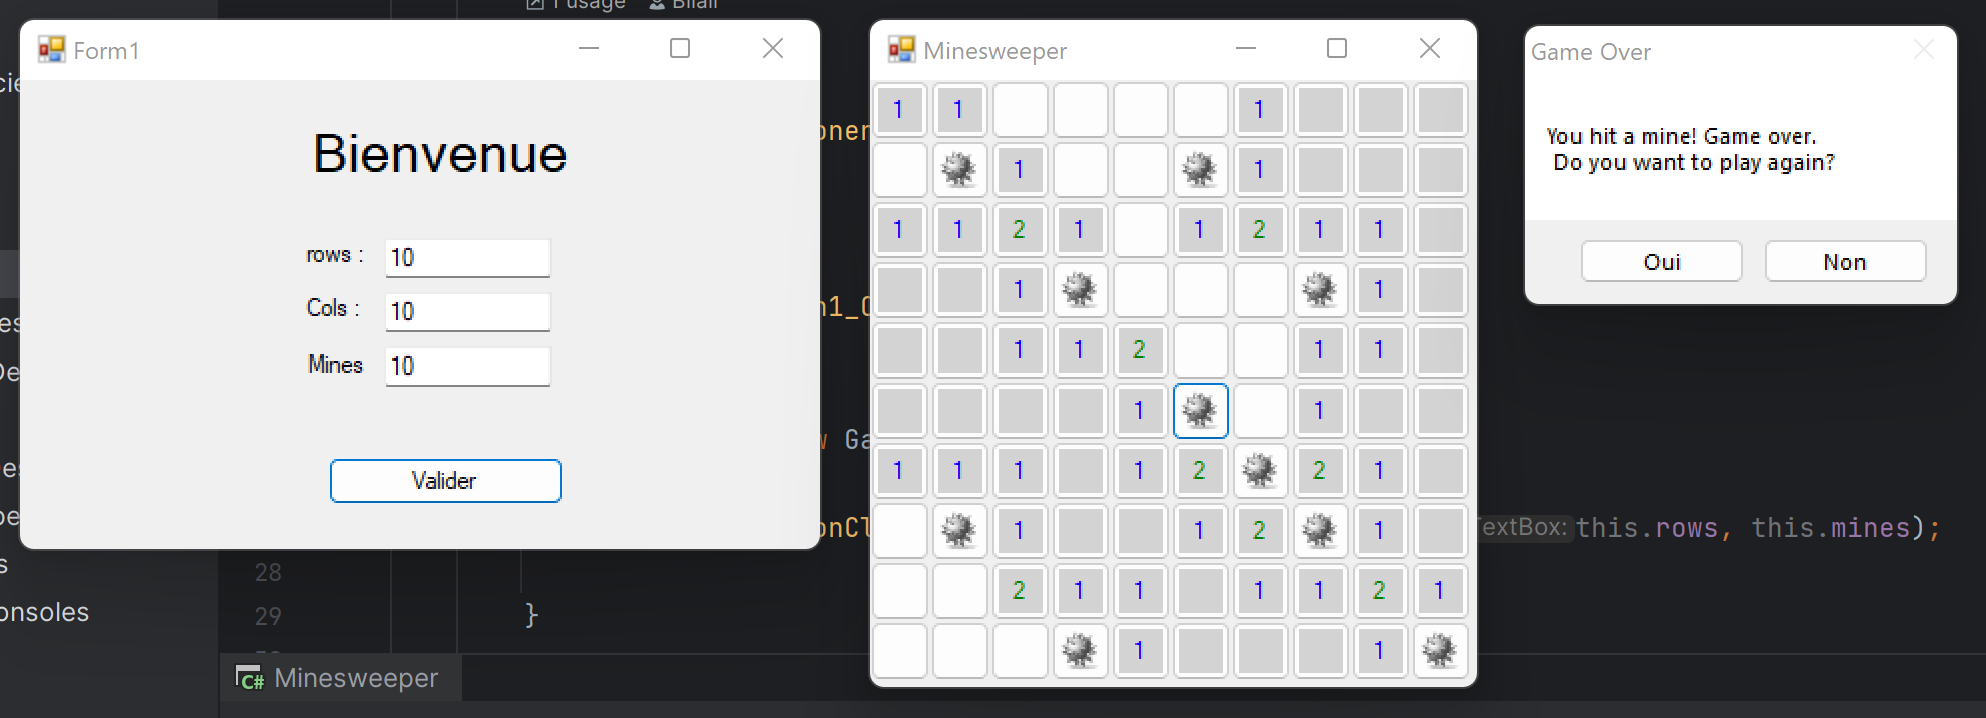 1 usage Bilall
Form1
Bienvenue
rows : 10
Cols : 10
Mines 10
Valider
Minesweeper
1 1 1
1 1
1 1 2 1 1 2 1 1
1 1
1 1 2 1 1
1 1
1 1 1 1 2 2 1
1 1 2 1
2 1 1 1 1 2 1
1 1
Game Over
You hit a mine! Game over.
Do you want to play again?
Oui Non
this.rows, this.mines);
28
29 }
onsoles
C# Minesweeper